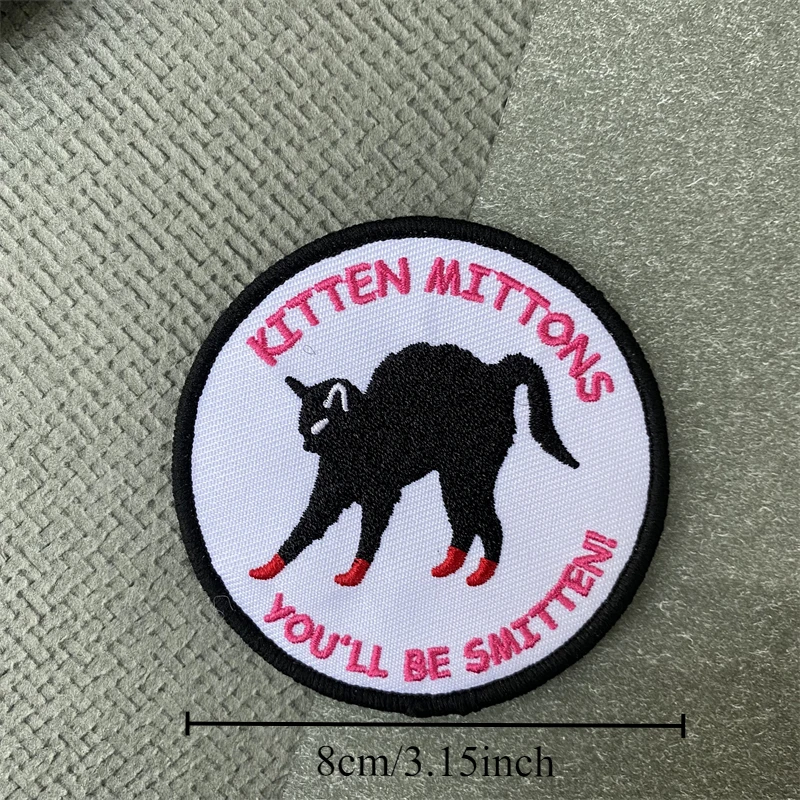 KITTEN MITTONS
YOU'LL BE SMITTEN!
8cm/3.15inch